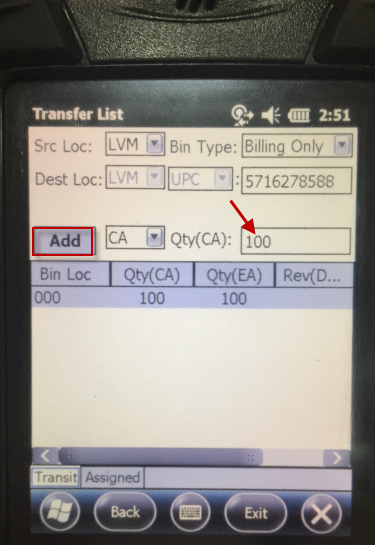 Transfer List 2:51
Src Loc: LVM Bin Type: Billing Only
Dest Loc: LVM UPC : 5716278588
Add CA Qty(CA): 100
Bin Loc Qty(CA) Qty(EA) Rev(D...
000 100 100
Transit Assigned
Back Exit